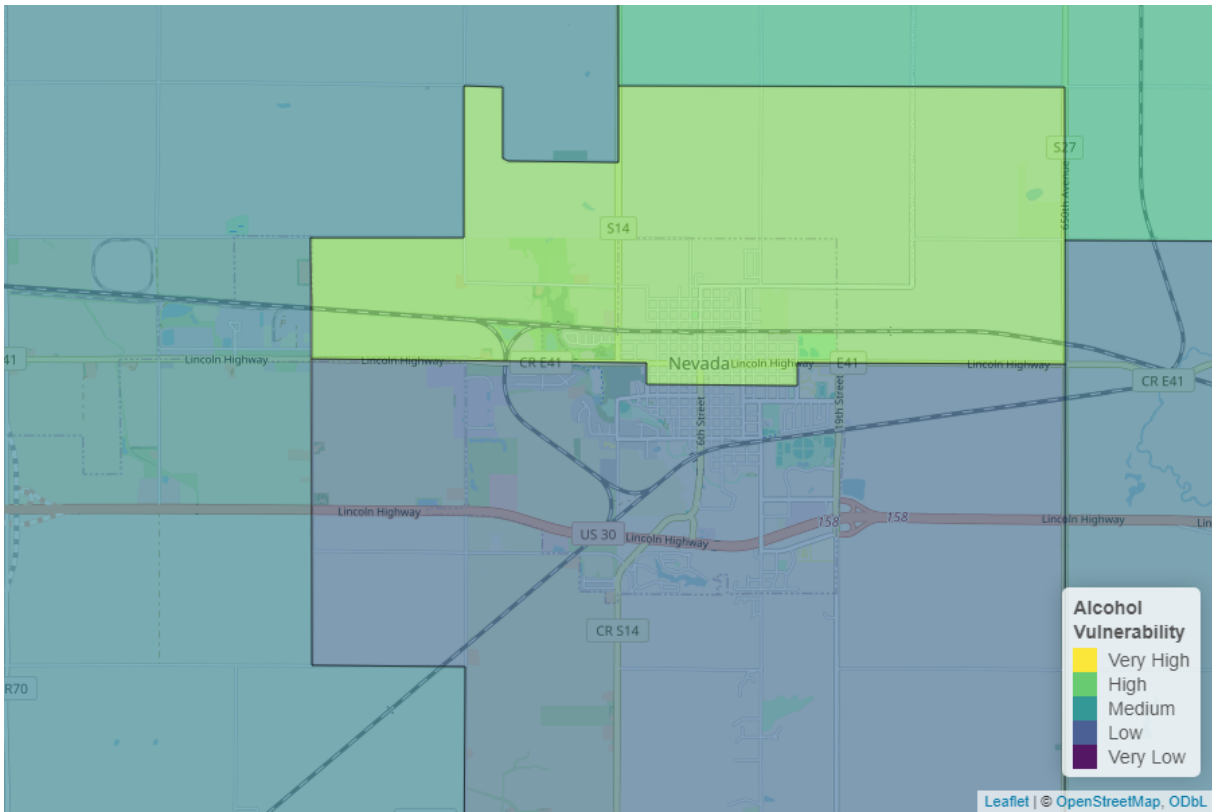 S27
650th Avenue
S14
41
Lincoln Highway
Lincoln Highway
CR E41
Nevada
Lincoln Highway
E41
Lincoln Highway
CR E41
6th Street
19th Street
Lincoln Highway
US 30
Lincoln Highway
158
158
Lincoln Highway
Lin
CR S14
R70
Alcohol
Vulnerability
Very High
High
Medium
Low
Very Low
Leaflet | © OpenStreetMap, ODbL